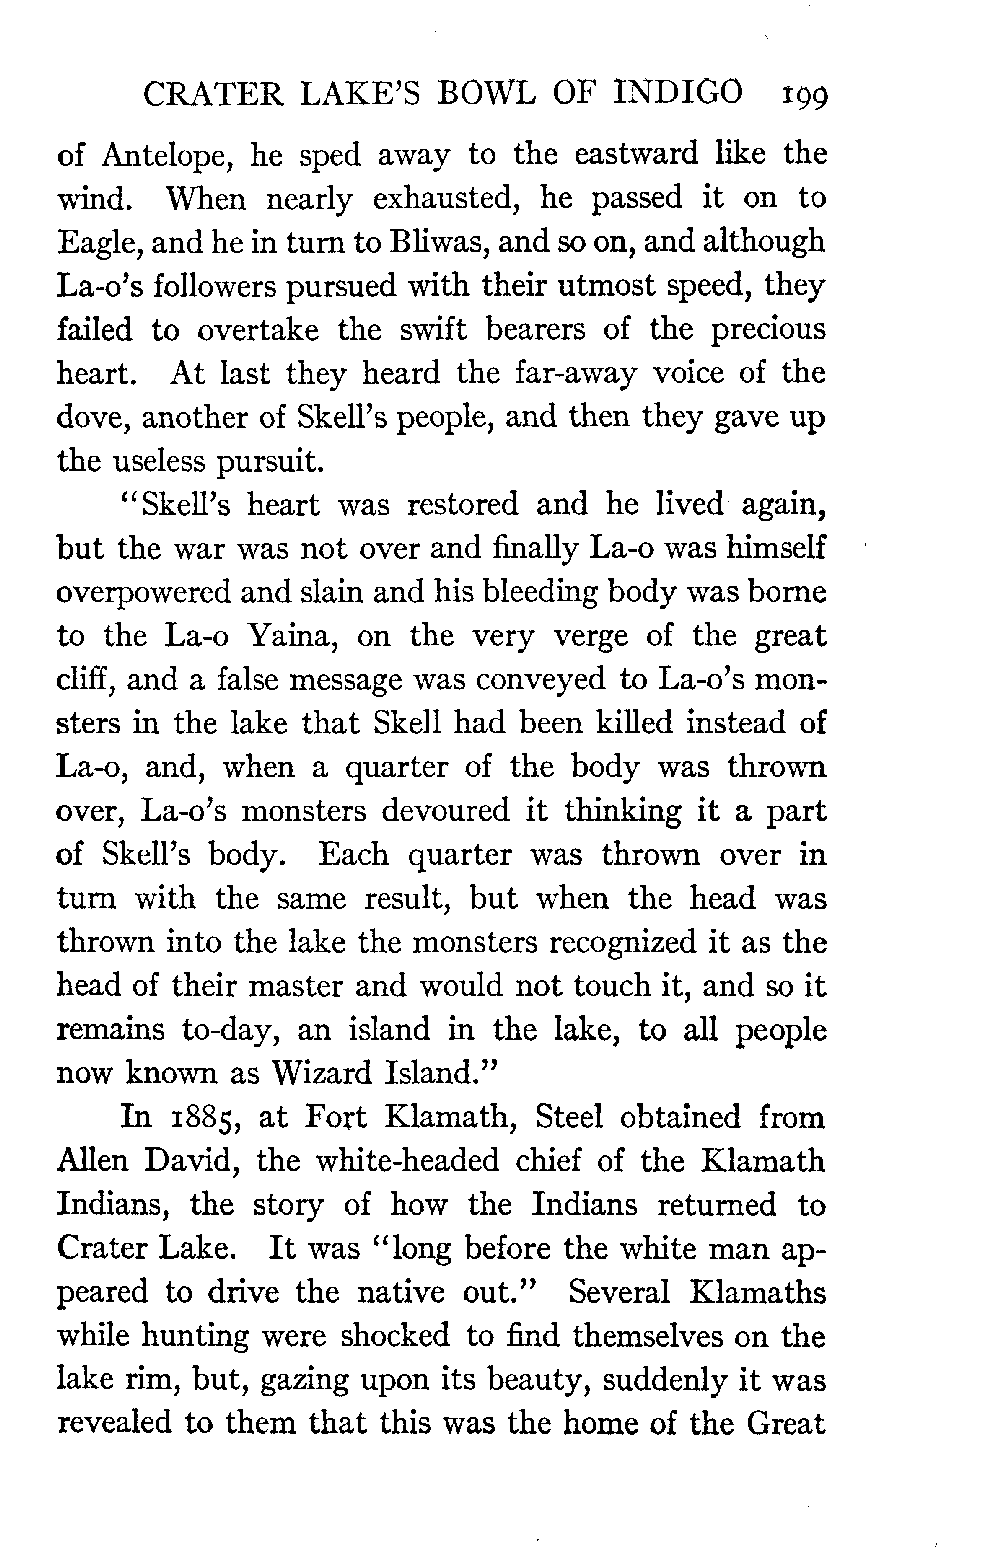 CRATER LAKE'S BOWL OF INDIGO 199
of Antelope, he sped away to the eastward like the
wind. When nearly exhausted, he passed it on to
Eagle, and he in turn to Bliwas, and so on, and although
La-o's followers pursued with their utmost speed, they
failed to overtake the swift bearers of the precious
heart. At last they heard the far-away voice of the
dove, another of Skell's people, and then they gave up
the useless pursuit.
"Skell's heart was restored and he lived again,
but the war was not over and finally La-o was himself
overpowered and slain and his bleeding body was borne
to the La-o Yaina, on the very verge of the great
cliff, and a false message was conveyed to La-o's mon-
sters in the lake that Skell had been killed instead of
La-o, and, when a quarter of the body was thrown
over, La-o's monsters devoured it thinking it a part
of Skell's body. Each quarter was thrown over in
turn with the same result, but when the head was
thrown into the lake the monsters recognized it as the
head of their master and would not touch it, and so it
remains to-day, an island in the lake, to all people
now known as Wizard Island."
In 1885, at Fort Klamath, Steel obtained from
Allen David, the white-headed chief of the Klamath
Indians, the story of how the Indians returned to
Crater Lake. It was "long before the white man ap-
peared to drive the native out." Several Klamaths
while hunting were shocked to find themselves on the
lake rim, but, gazing upon its beauty, suddenly it was
revealed to them that this was the home of the Great